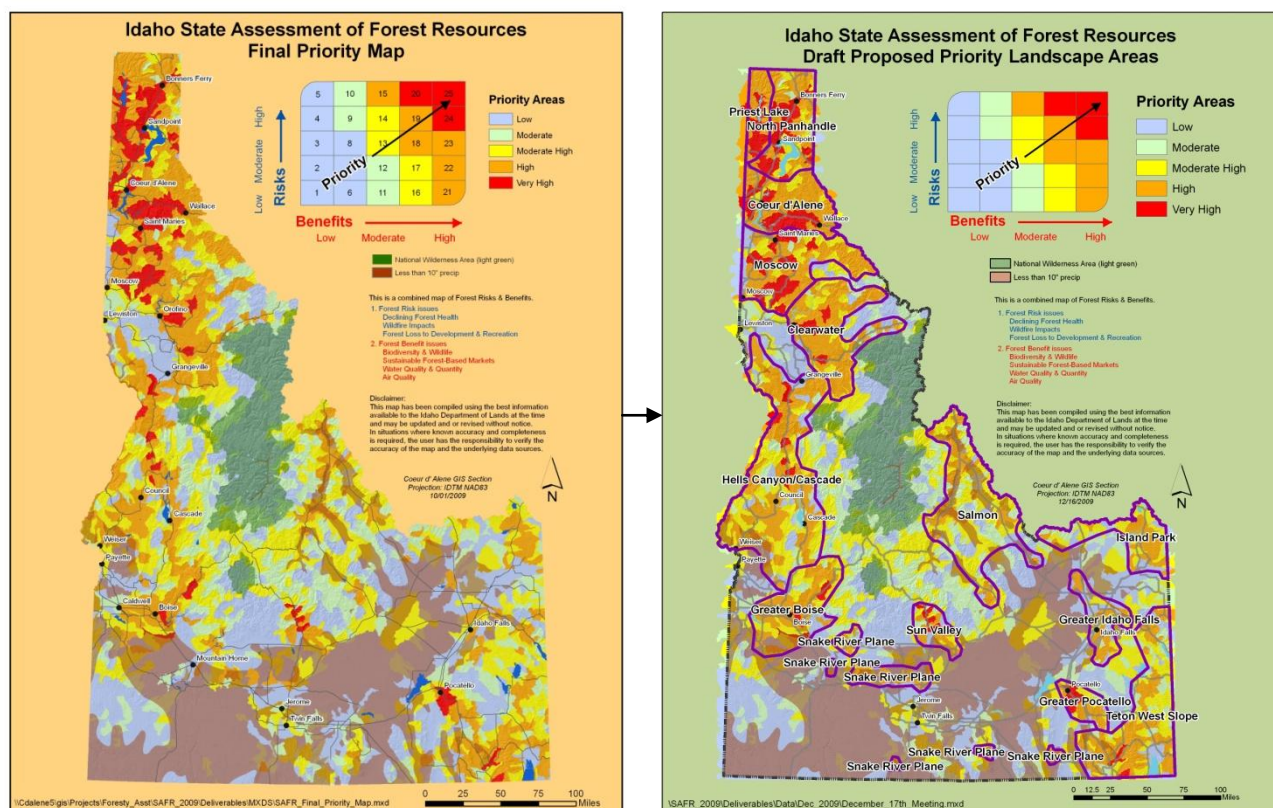 Idaho State Assessment of Forest Resources
Final Priority Map
Bonners Ferry
Sandpoint
Coeur d'Alene
Wallace
Saint Maries
Moscow
Lewiston
Orofino
Grangeville
Council
Cascade
Weiser
Payette
Caldwell
Boise
Mountain Home
Idaho Falls
Pocatello
Jerome
Twin Falls
5 10 15 20 25
4 9 14 19 24
3 8 13 18 23
2 7 12 17 22
1 6 11 16 21
Priority
Risks
Low Moderate High
Benefits
Low Moderate High
Priority Areas
Low
Moderate
Moderate High
High
Very High
National Wilderness Area (light green)
Less than 10" precip
This is a combined map of Forest Risks & Benefits.
1. Forest Risk issues
Declining Forest Health
Wildfire Impacts
Forest Loss to Development & Recreation
2. Forest Benefit issues
Biodiversity & Wildlife
Sustainable Forest-Based Markets
Water Quality & Quantity
Air Quality
Disclaimer:
This map has been compiled using the best information
available to the Idaho Department of Lands at the time
and may be updated and or revised without notice.
In situations where known accuracy and completeness
is required, the user has the responsibility to verify the
accuracy of the map and the underlying data sources.
Coeur d' Alene GIS Section
Projection: IDTM NAD83
10/01/2009
N
\\CdaleneS\gis\Projects\Foresty_Asst\SAFR_2009\Deliverables\MXDS\SAFR_Final_Priority_Map.mxd
0 25 50 100
Miles
Idaho State Assessment of Forest Resources
Draft Proposed Priority Landscape Areas
Bonners Ferry
Priest Lake
North Panhandle
Sandpoint
Coeur d'Alene
Wallace
Saint Maries
Moscow
Lewiston
Clearwater
Grangeville
Hells Canyon/Cascade
Council
Cascade
Weiser
Payette
Salmon
Island Park
Greater Boise
Boise
Sun Valley
Greater Idaho Falls
Idaho Falls
Snake River Plane
Snake River Plane
Snake River Plane
Pocatello
Greater Pocatello
Teton West Slope
Jerome
Twin Falls
Snake River Plane
Snake River Plane
Snake River Plane
Priority
Risks
Low Moderate High
Benefits
Low Moderate High
Priority Areas
Low
Moderate
Moderate High
High
Very High
National Wilderness Area (light green)
Less than 10" precip
This is a combined map of Forest Risks & Benefits.
1. Forest Risk issues
Declining Forest Health
Wildfire Impacts
Forest Loss to Development & Recreation
2. Forest Benefit issues
Biodiversity & Wildlife
Sustainable Forest-Based Markets
Water Quality & Quantity
Air Quality
Disclaimer:
This map has been compiled using the best information
available to the Idaho Department of Lands at the time
and may be updated and or revised without notice.
In situations where known accuracy and completeness
is required, the user has the responsibility to verify the
accuracy of the map and the underlying data sources.
Coeur d' Alene GIS Section
Projection: IDTM NAD83
12/16/2009
N
\SAFR_2009\Deliverables\Data\Dec_2009\December_17th_Meeting.mxd
0 12.5 25 50 75 100
Miles